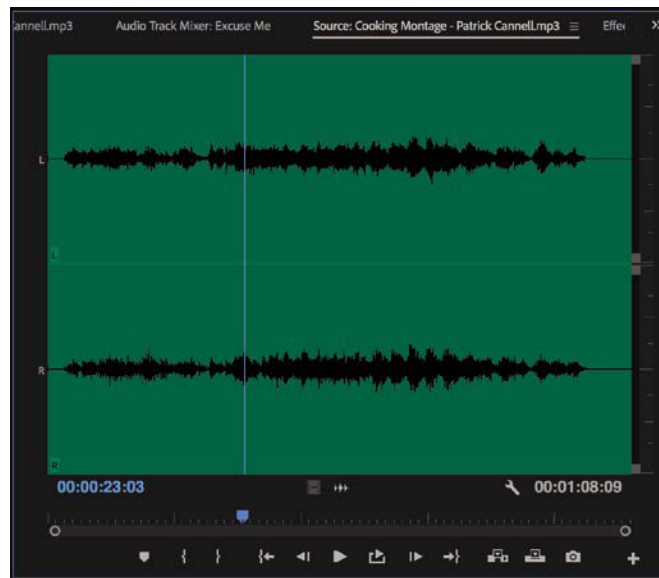 annell.mp3 Audio Track Mixer: Excuse Me Source: Cooking Montage - Patrick Cannell.mp3 Effe
L
L
R
R
00:00:23:03 00:01:08:09